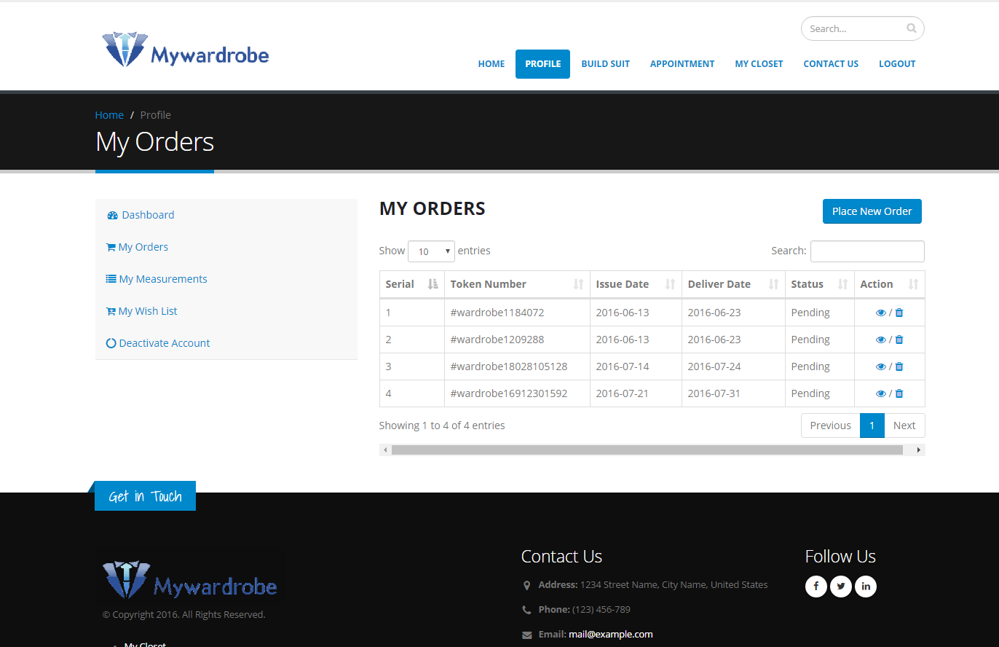 Search...
Mywardrobe
HOME PROFILE BUILD SUIT APPOINTMENT MY CLOSET CONTACT US LOGOUT
Home / Profile
My Orders
Dashboard
My Orders
My Measurements
My Wish List
Deactivate Account
MY ORDERS
Place New Order
Show 10 entries Search:
Serial Token Number Issue Date Deliver Date Status Action
1 #wardrobe1184072 2016-06-13 2016-06-23 Pending /
2 #wardrobe1209288 2016-06-13 2016-06-23 Pending /
3 #wardrobe18028105128 2016-07-14 2016-07-24 Pending /
4 #wardrobe16912301592 2016-07-21 2016-07-31 Pending /
Showing 1 to 4 of 4 entries Previous 1 Next
Get in Touch
Mywardrobe
© Copyright 2016. All Rights Reserved.
My Closet
Contact Us
Address: 1234 Street Name, City Name, United States
Phone: (123) 456-789
Email: mail@example.com
Follow Us